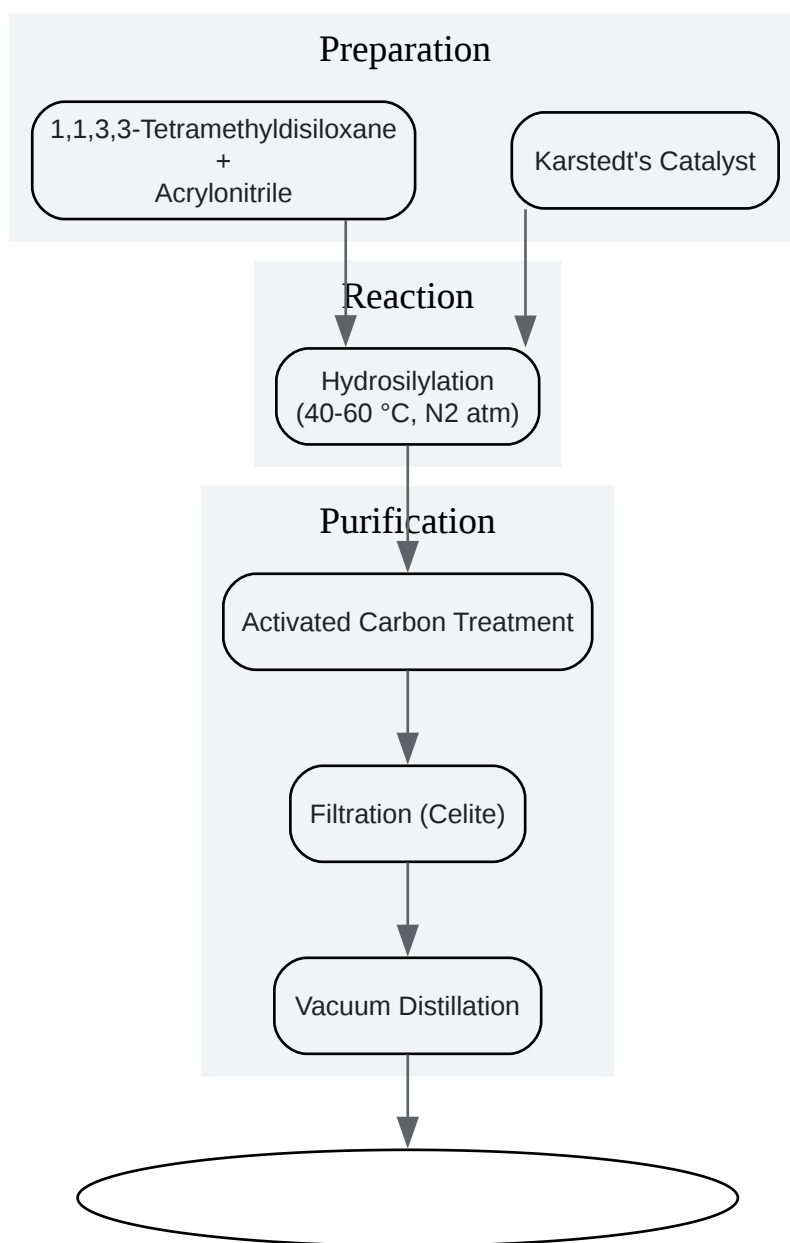 Preparation
1,1,3,3-Tetramethyldisiloxane
+
Acrylonitrile
Karstedt's Catalyst
Reaction
Hydrosilylation
(40-60 °C, N2 atm)
Purification
Activated Carbon Treatment
Filtration (Celite)
Vacuum Distillation